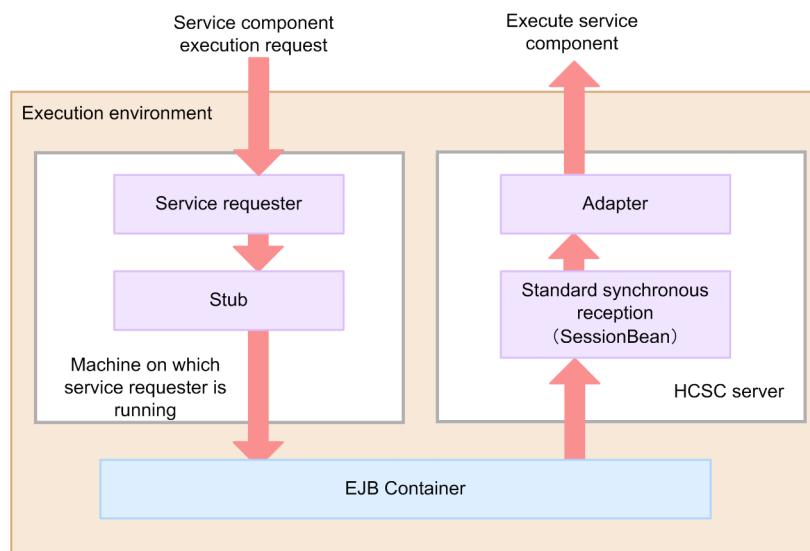 Service component
execution request
Execute service
component
Execution environment
Service requester
Stub
Machine on which
service requester is
running
Adapter
Standard synchronous
reception
（SessionBean）
HCSC server
EJB Container